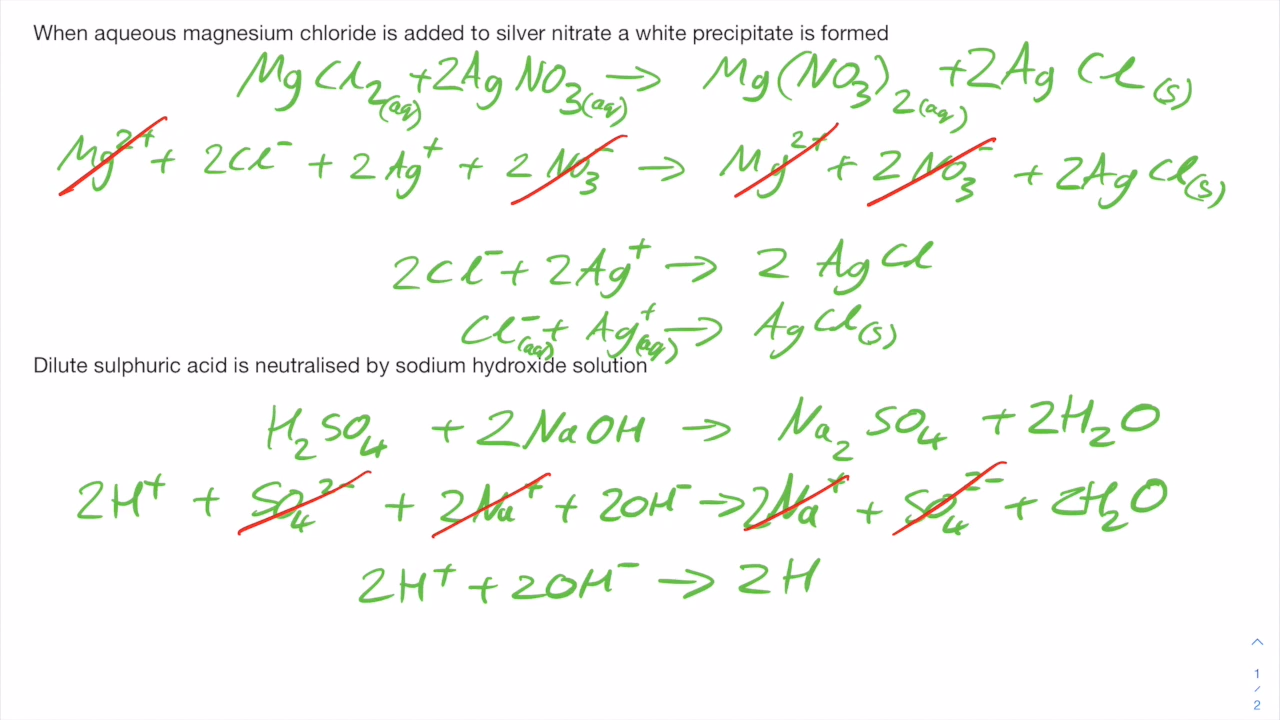 When aqueous magnesium chloride is added to silver nitrate a white precipitate is formed
MgCl₂(aq) + 2AgNO₃(aq) → Mg(NO₃)₂(aq) + 2AgCl(s)
Mg²⁺ + 2Cl⁻ + 2Ag⁺ + 2NO₃⁻ → Mg²⁺ + 2NO₃⁻ + 2AgCl(s)
2Cl⁻ + 2Ag⁺ → 2AgCl
Cl⁻(aq) + Ag⁺(aq) → AgCl(s)
Dilute sulphuric acid is neutralised by sodium hydroxide solution
H₂SO₄ + 2NaOH → Na₂SO₄ + 2H₂O
2H⁺ + SO₄²⁻ + 2Na⁺ + 2OH⁻ → 2Na⁺ + SO₄²⁻ + 2H₂O
2H⁺ + 2OH⁻ → 2H
1
/
2